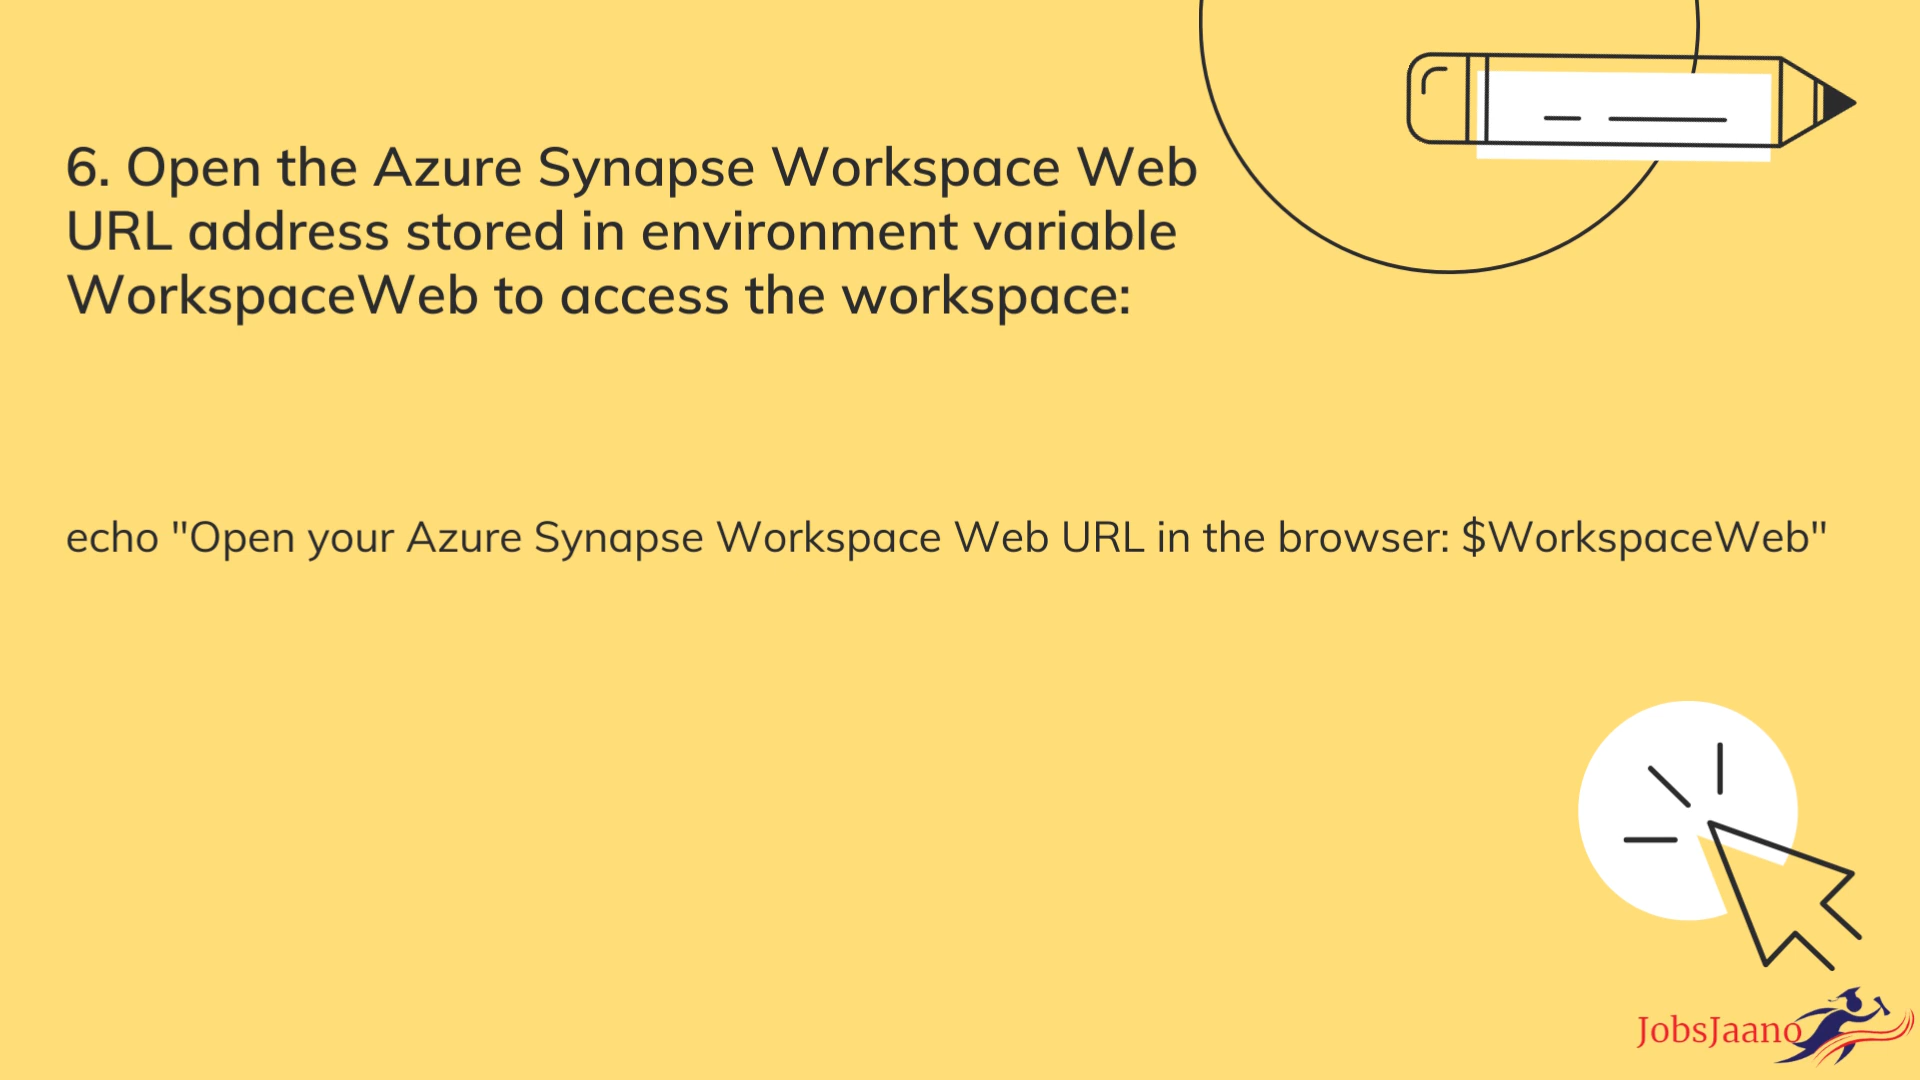 6. Open the Azure Synapse Workspace Web
URL address stored in environment variable
WorkspaceWeb to access the workspace:
echo "Open your Azure Synapse Workspace Web URL in the browser: $WorkspaceWeb"
JobsJaano